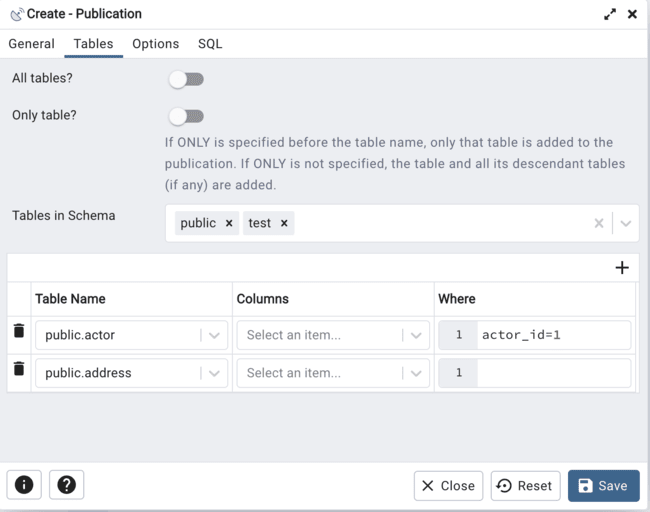 Create - Publication
General Tables Options SQL
All tables?
Only table?
If ONLY is specified before the table name, only that table is added to the
publication. If ONLY is not specified, the table and all its descendant tables
(if any) are added.
Tables in Schema
public test
Table Name Columns Where
public.actor Select an item... 1 actor_id=1
public.address Select an item... 1
Close Reset Save